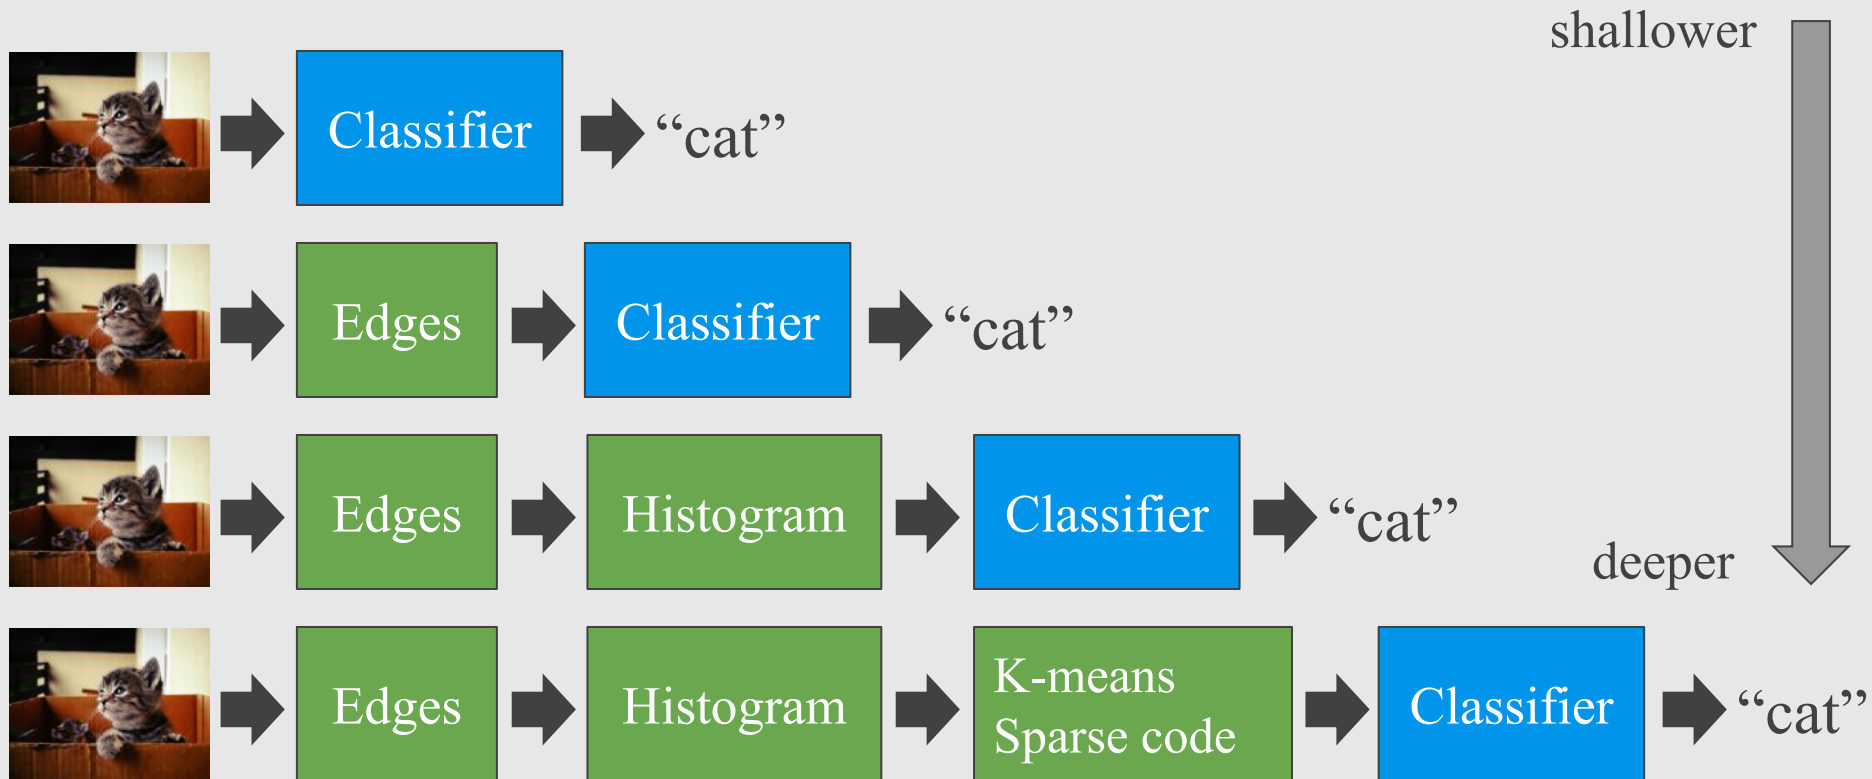 shallower
Classifier
“cat”
Edges
Classifier
“cat”
Edges
Histogram
Classifier
“cat”
deeper
Edges
Histogram
K-means
Sparse code
Classifier
“cat”